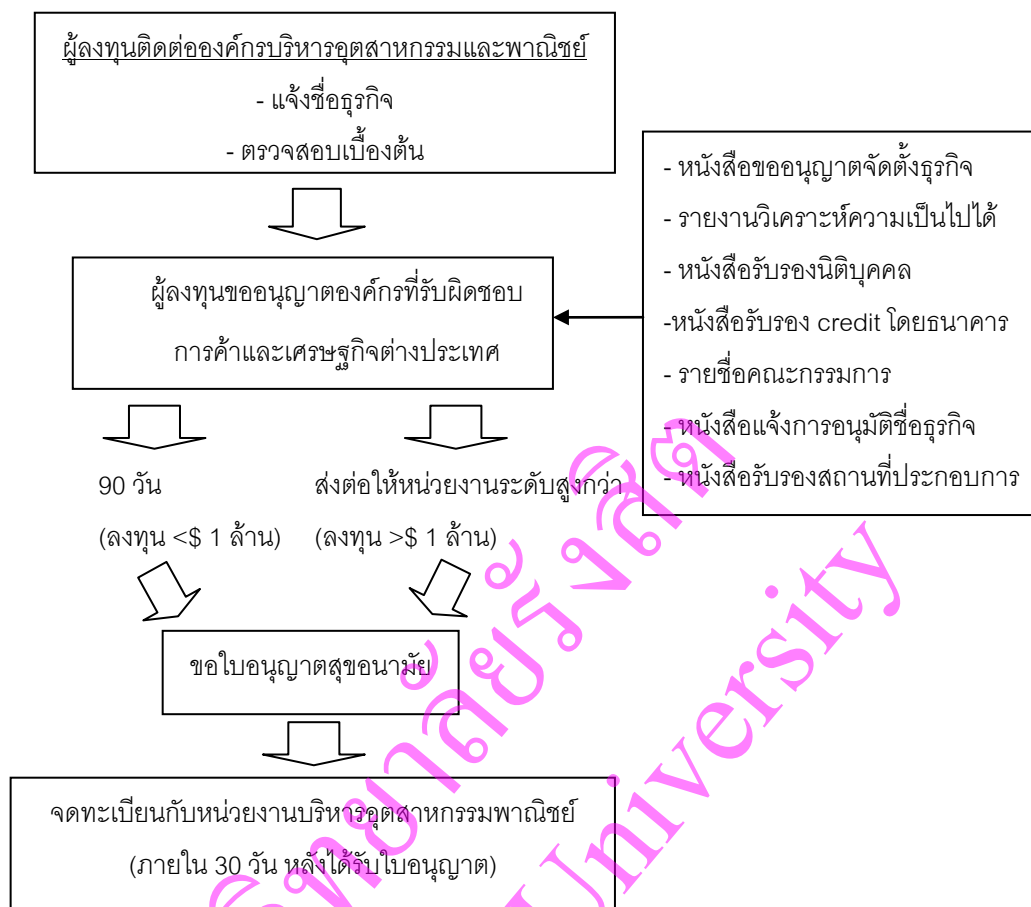 ผู้ลงทุนติดต่อองค์กรบริหารอุตสาหกรรมและพาณิชย์
- แจ้งชื่อธุรกิจ
- ตรวจสอบเบื้องต้น
- หนังสือขออนุญาตจัดตั้งธุรกิจ
- รายงานวิเคราะห์ความเป็นไปได้
- หนังสือรับรองนิติบุคคล
-หนังสือรับรอง credit โดยธนาคาร
- รายชื่อคณะกรรมการ
- หนังสือแจ้งการอนุมัติชื่อธุรกิจ
- หนังสือรับรองสถานที่ประกอบการ
ผู้ลงทุนขออนุญาตองค์กรที่รับผิดชอบ
การค้าและเศรษฐกิจต่างประเทศ
90 วัน
(ลงทุน <$ 1 ล้าน)
ส่งต่อให้หน่วยงานระดับสูงกว่า
(ลงทุน >$ 1 ล้าน)
ขอใบอนุญาตสุขอนามัย
จดทะเบียนกับหน่วยงานบริหารอุตสาหกรรมพาณิชย์
(ภายใน 30 วัน หลังได้รับใบอนุญาต)
วิทยาลัยรังสิต
University